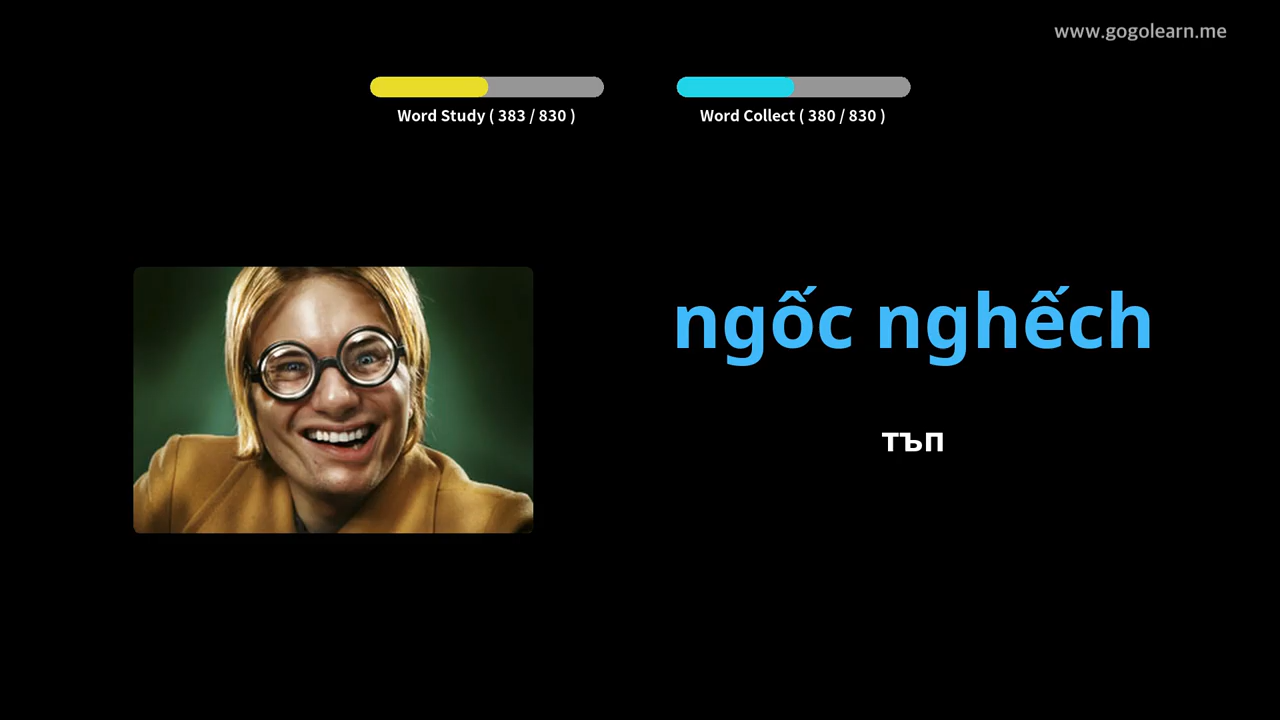 www.gogolearn.me
Word Study ( 383 / 830 )
Word Collect ( 380 / 830 )
ngốc nghếch
тъп